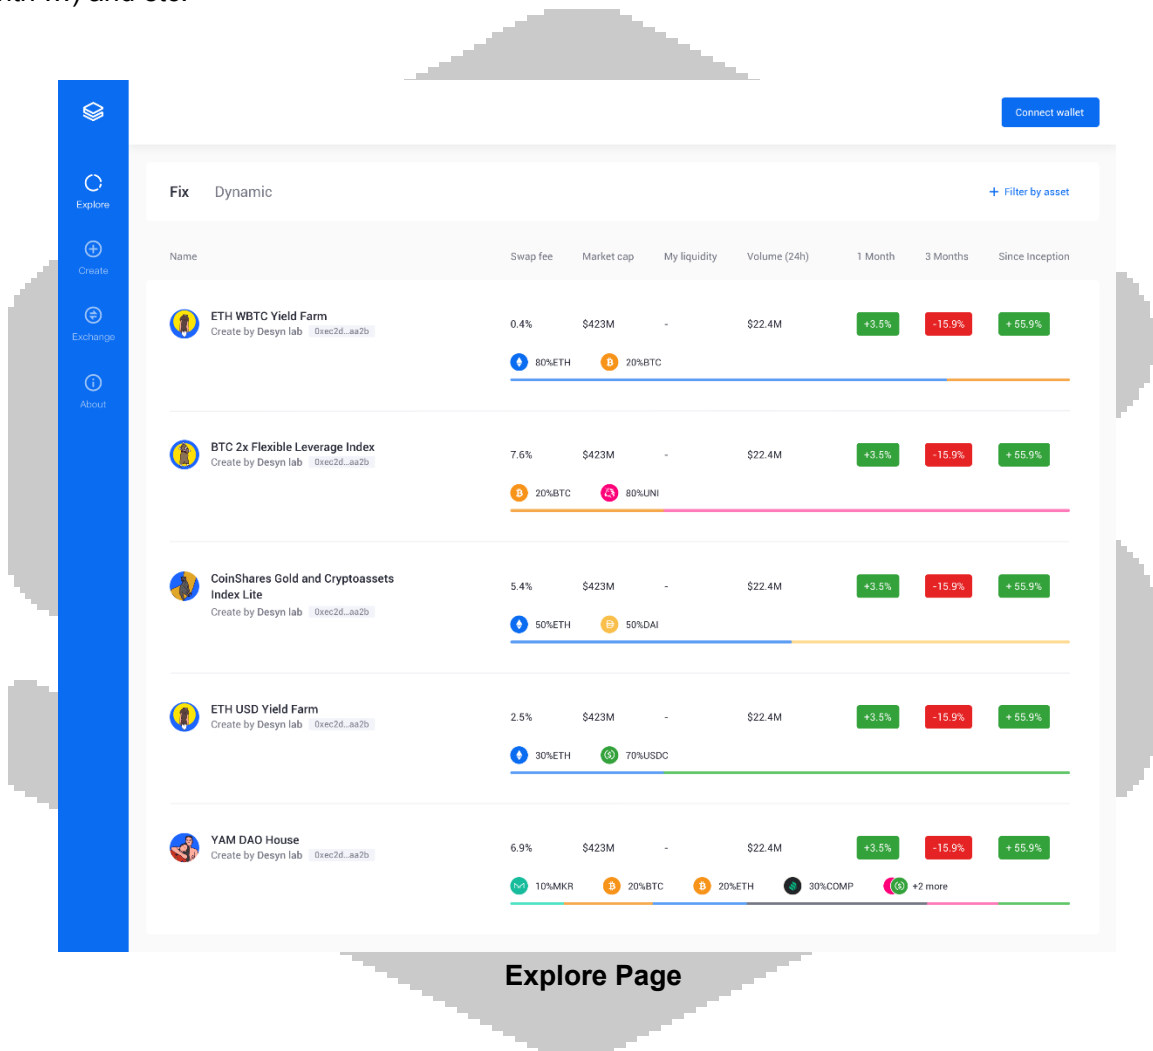 Connect wallet
Explore
Create
Exchange
About
Fix Dynamic + Filter by asset
Name Swap fee Market cap My liquidity Volume (24h) 1 Month 3 Months Since Inception
ETH WBTC Yield Farm
Create by Desyn lab 0xec2d…aa2b
0.4% $423M - $22.4M +3.5% -15.9% + 55.9%
80%ETH 20%BTC
BTC 2x Flexible Leverage Index
Create by Desyn lab 0xec2d…aa2b
7.6% $423M - $22.4M +3.5% -15.9% + 55.9%
20%BTC 80%UNI
CoinShares Gold and Cryptoassets
Index Lite
Create by Desyn lab 0xec2d…aa2b
5.4% $423M - $22.4M +3.5% -15.9% + 55.9%
50%ETH 50%DAI
ETH USD Yield Farm
Create by Desyn lab 0xec2d…aa2b
2.5% $423M - $22.4M +3.5% -15.9% + 55.9%
30%ETH 70%USDC
YAM DAO House
Create by Desyn lab 0xec2d…aa2b
6.9% $423M - $22.4M +3.5% -15.9% + 55.9%
10%MKR 20%BTC 20%ETH 30%COMP +2 more
Explore Page